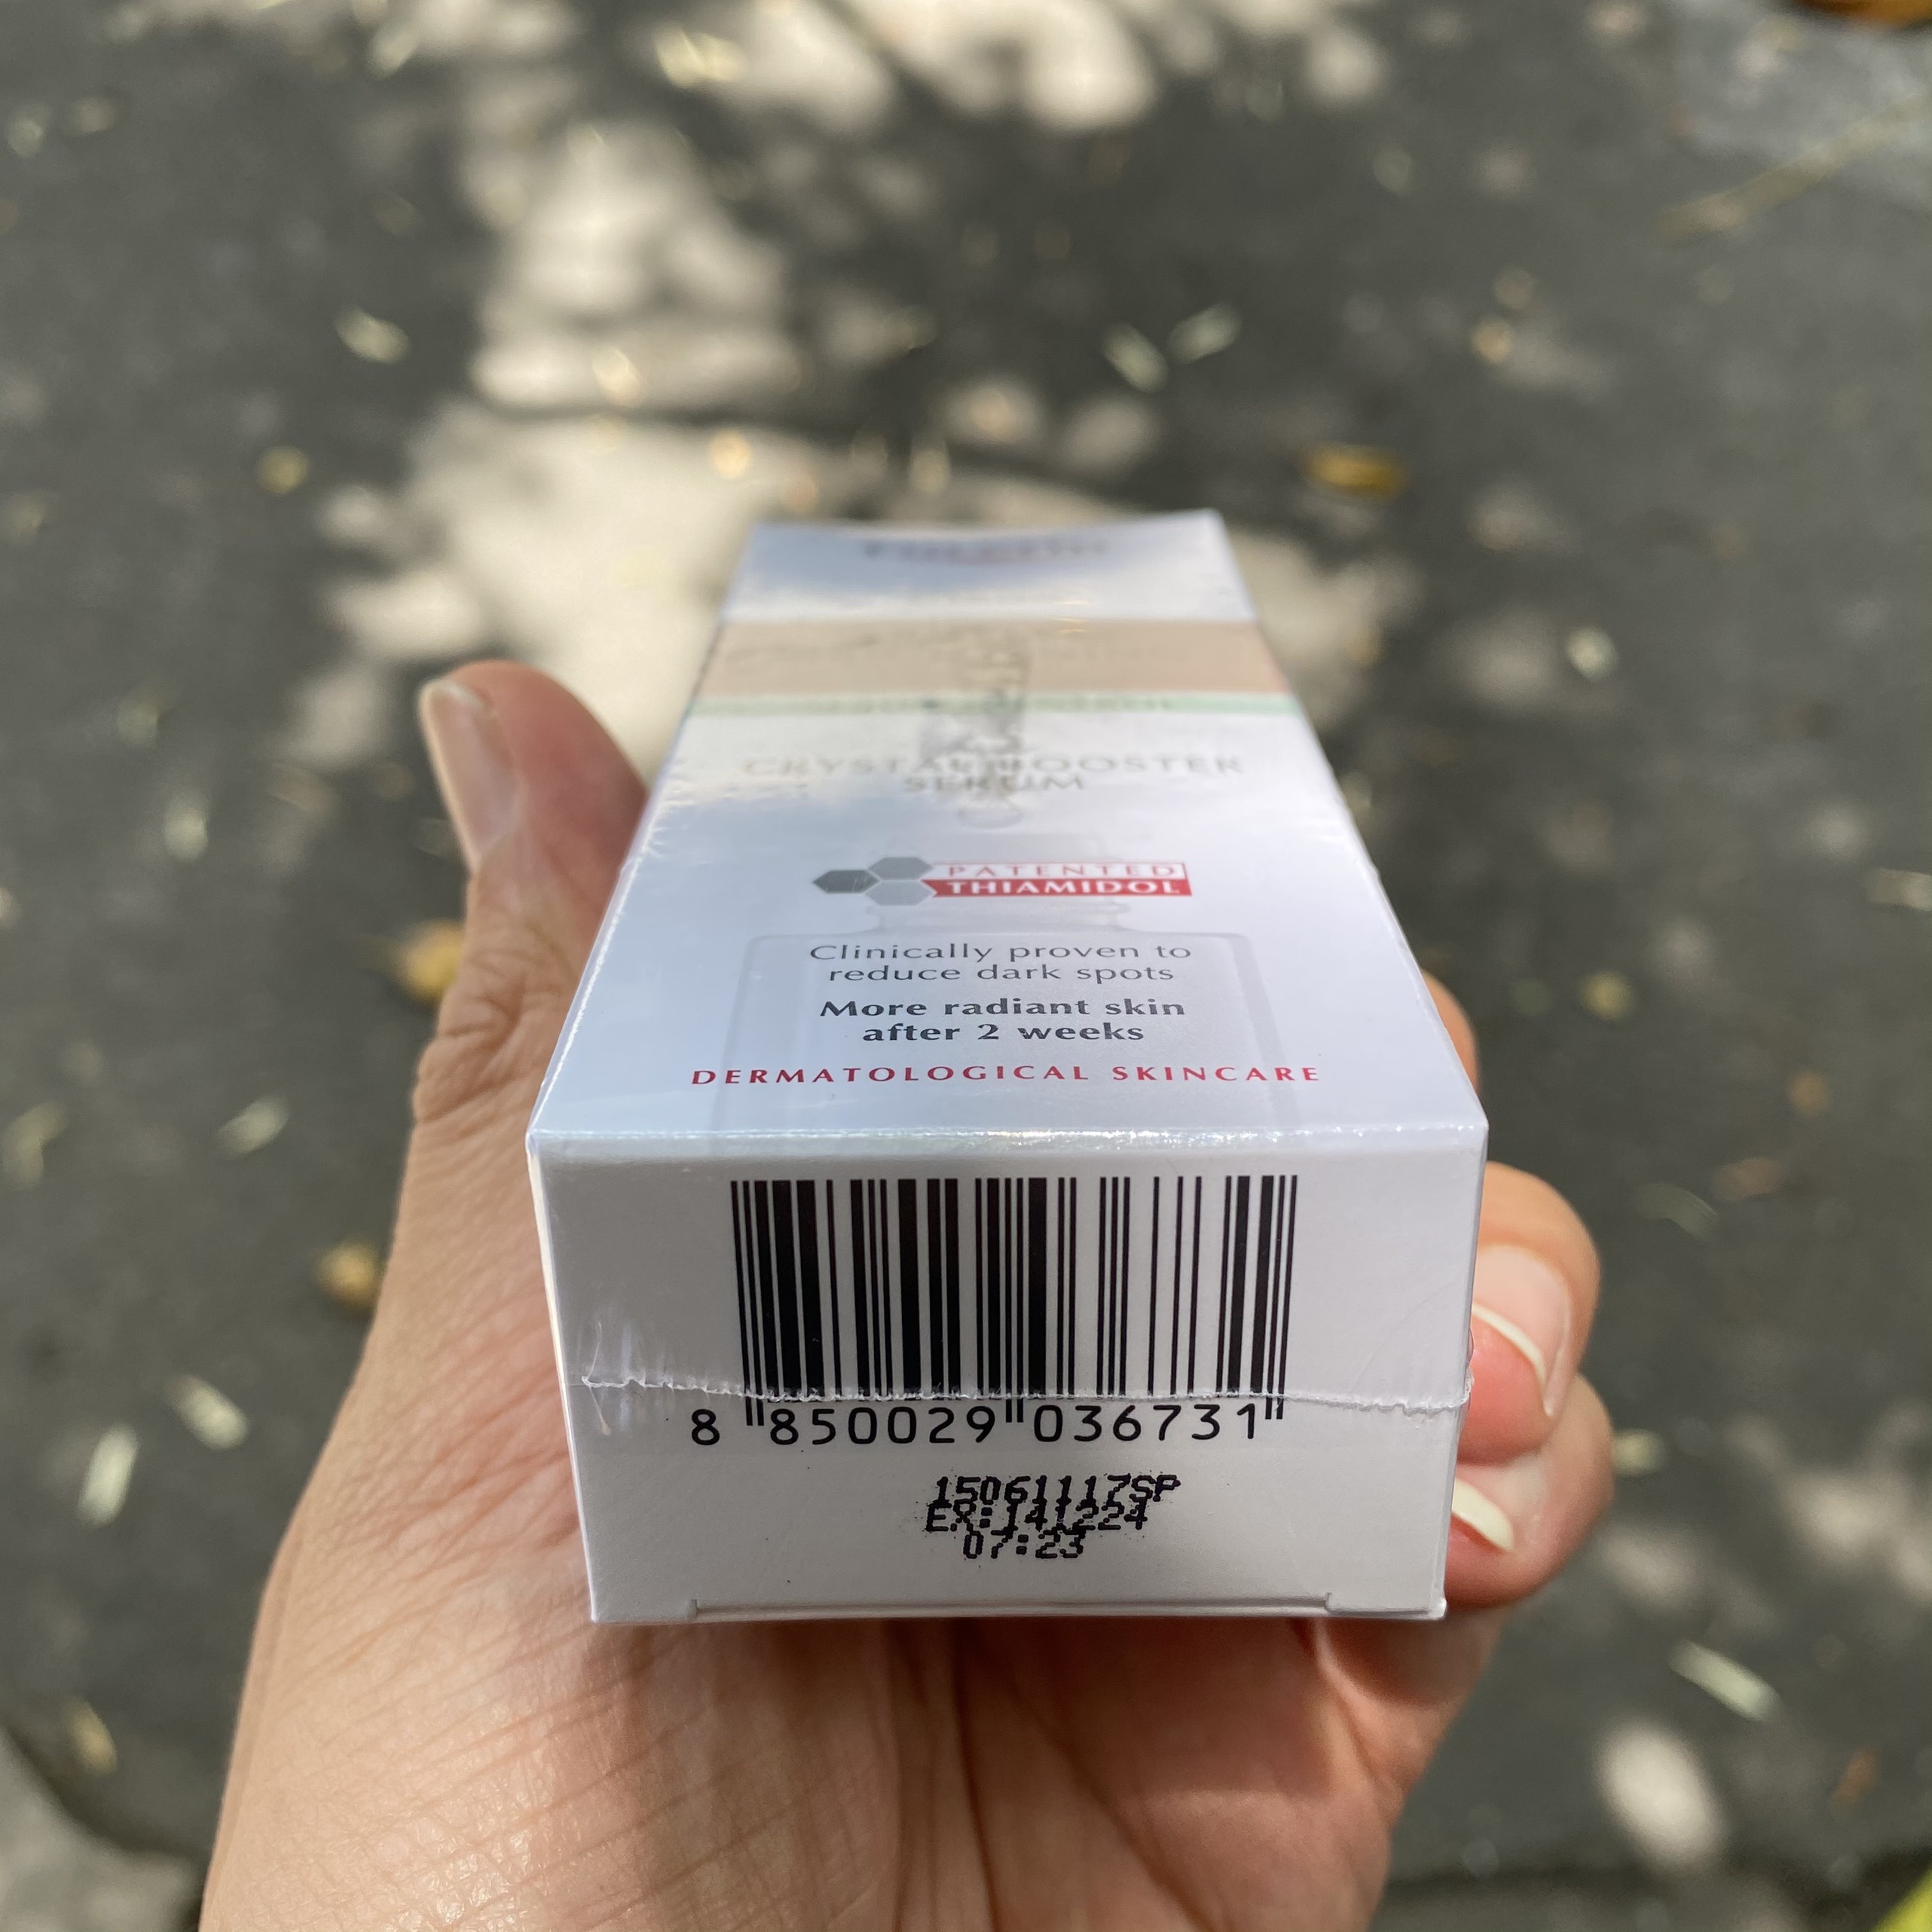 CRYSTAL BOOSTER
SERUM
PATENTED
THIAMIDOL
Clinically proven to
reduce dark spots
More radiant skin
after 2 weeks
DERMATOLOGICAL SKINCARE
8 850029 036731
15061117SP
EX:141224
07:23